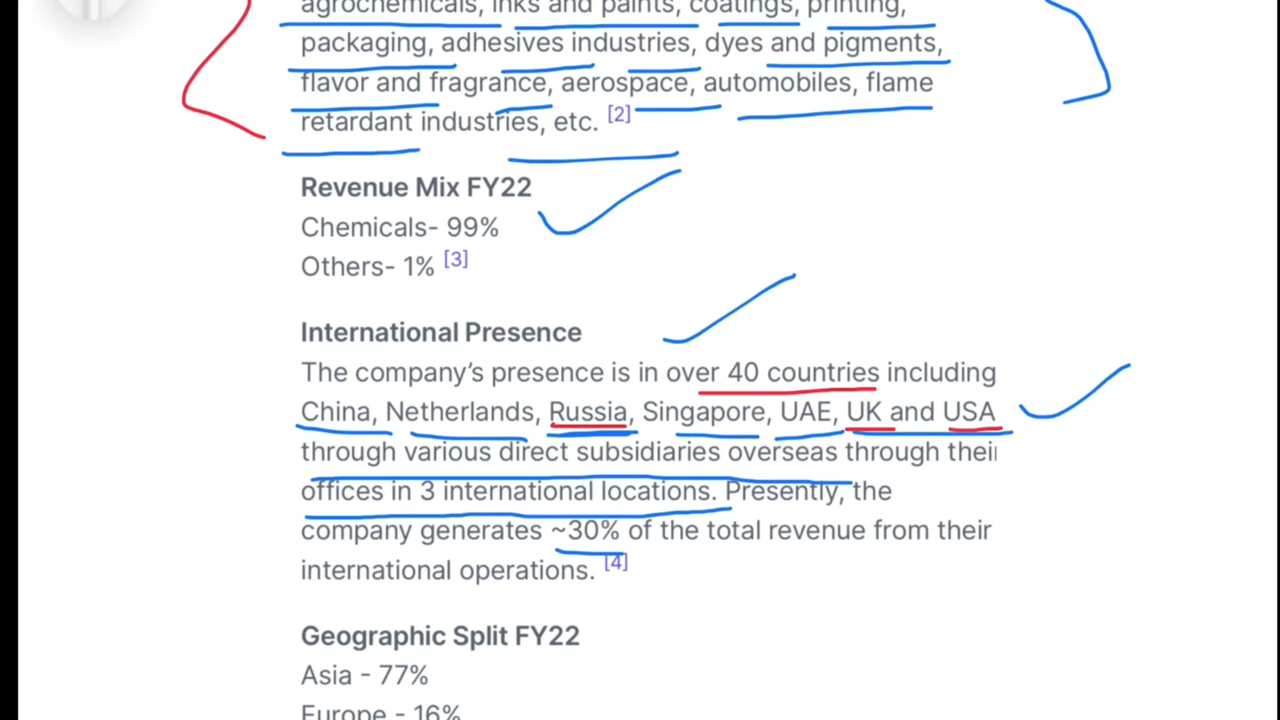 agrochemicals, inks and paints, coatings, printing,
packaging, adhesives industries, dyes and pigments,
flavor and fragrance, aerospace, automobiles, flame
retardant industries, etc. [2]
Revenue Mix FY22
Chemicals- 99%
Others- 1% [3]
International Presence
The company’s presence is in over 40 countries including
China, Netherlands, Russia, Singapore, UAE, UK and USA
through various direct subsidiaries overseas through their
offices in 3 international locations. Presently, the
company generates ~30% of the total revenue from their
international operations. [4]
Geographic Split FY22
Asia - 77%
Europe - 16%